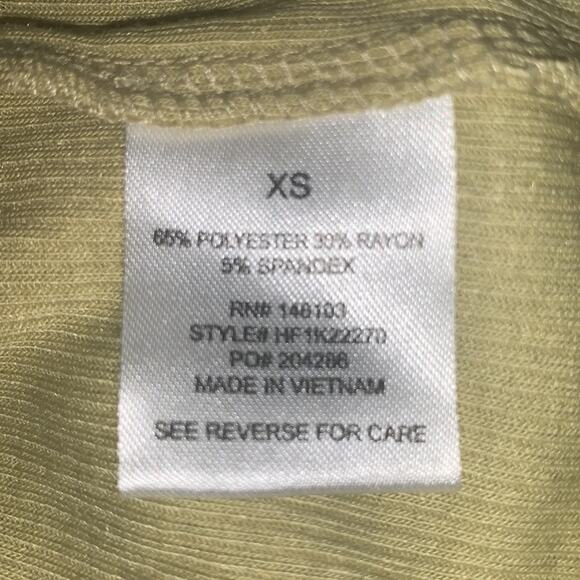 XS
65% POLYESTER 30% RAYON
5% SPANDEX
RN# 146103
STYLE# HF1K22270
PO# 204286
MADE IN VIETNAM
SEE REVERSE FOR CARE